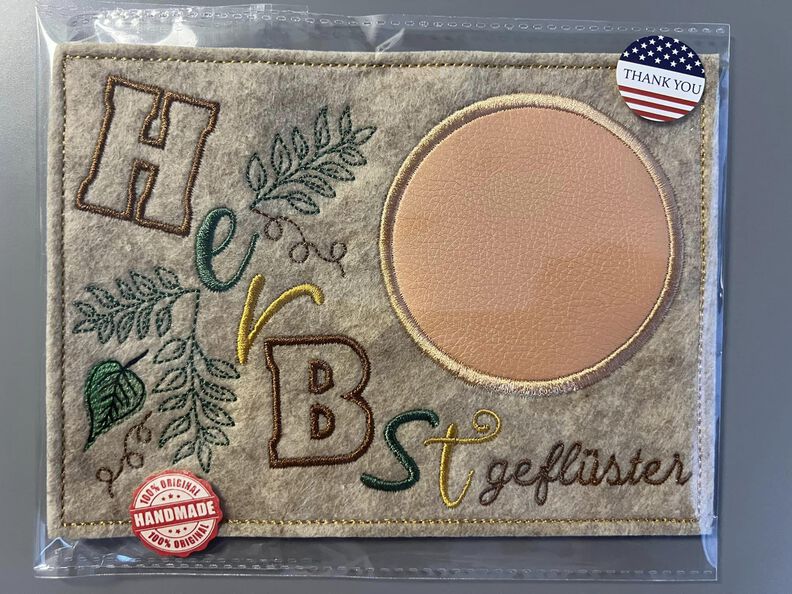 THANK YOU
HerBst
geflüster
100% ORIGINAL
HANDMADE
100% ORIGINAL